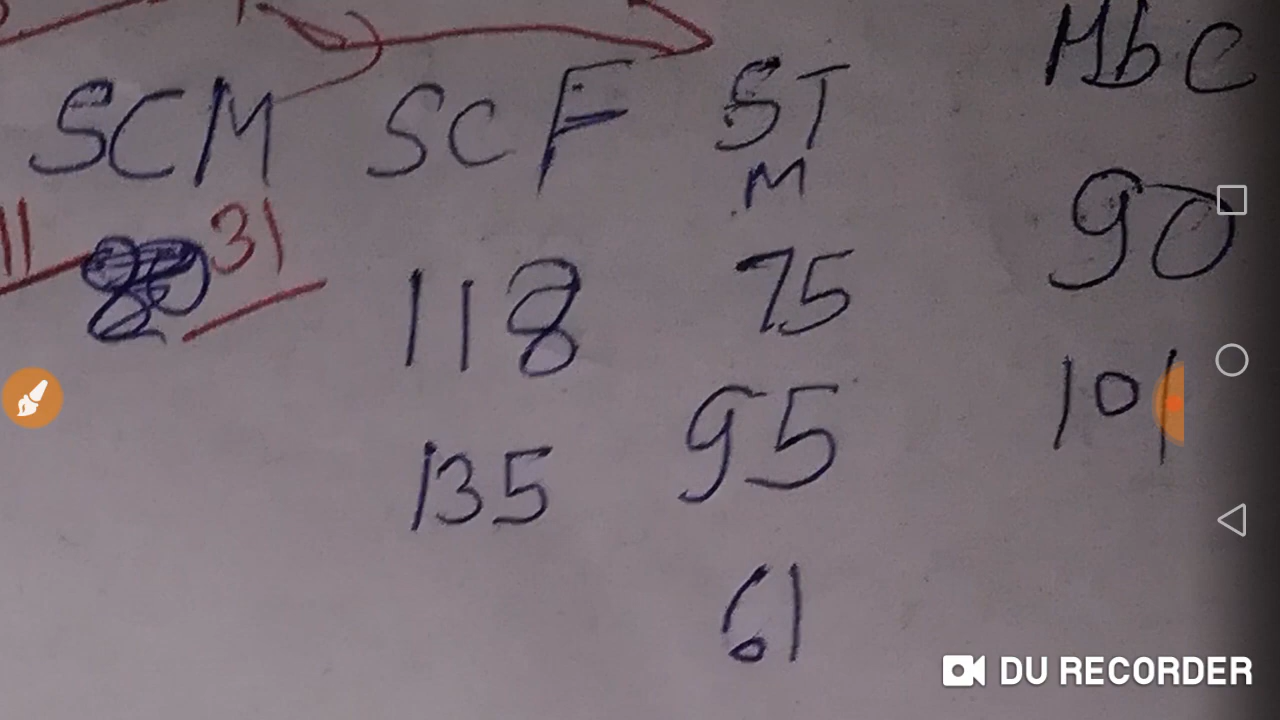 SCM SCF ST MbC
M
11 31 118 75 90
135 95 101
61
DU RECORDER